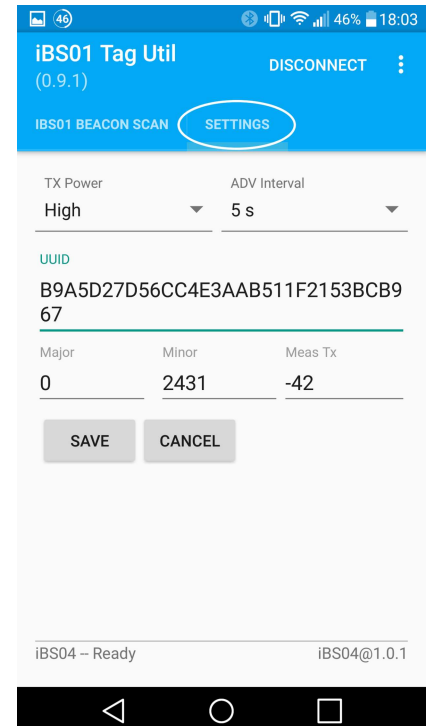 46 46% 18:03
iBS01 Tag Util
(0.9.1)
DISCONNECT
IBS01 BEACON SCAN SETTINGS
TX Power ADV Interval
High 5 s
UUID
B9A5D27D56CC4E3AAB511F2153BCB9
67
Major Minor Meas Tx
0 2431 -42
SAVE CANCEL
iBS04 -- Ready iBS04@1.0.1